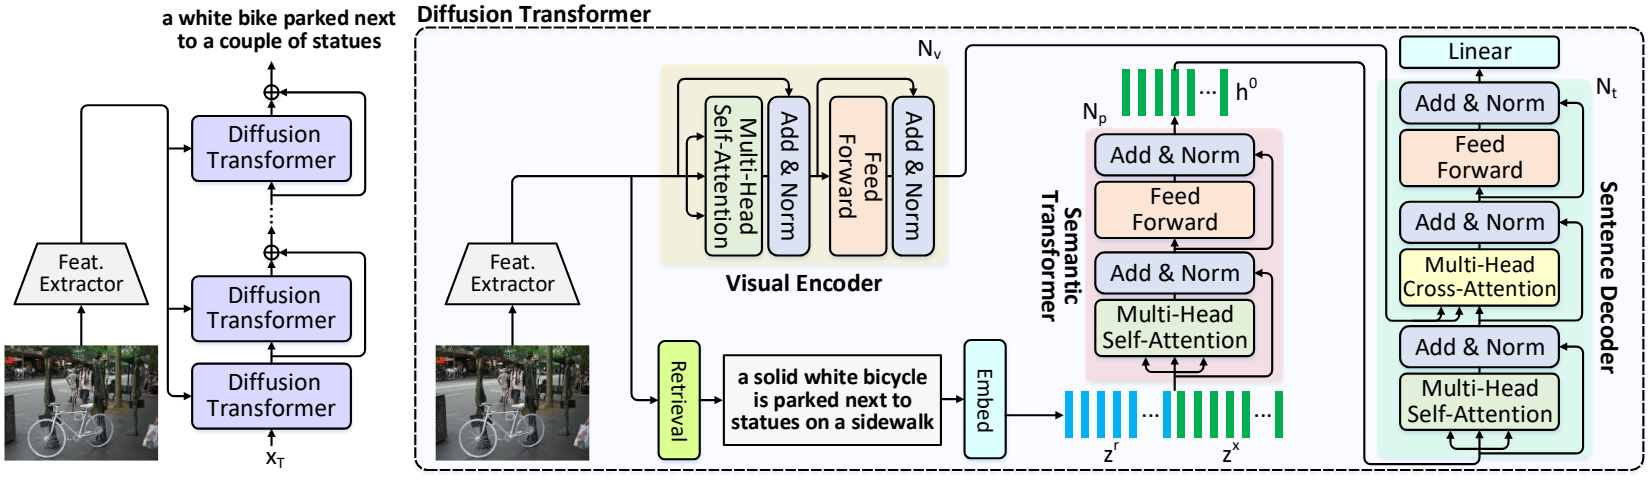 a white bike parked next
to a couple of statues
Diffusion
Transformer
Diffusion
Transformer
Diffusion
Transformer
x_T
Feat.
Extractor
Diffusion Transformer
Feat.
Extractor
N_v
Multi-Head
Self-Attention
Add & Norm
Feed
Forward
Add & Norm
Visual Encoder
Retrieval
a solid white bicycle
is parked next to
statues on a sidewalk
Embed
z^r
z^x
...
...
h^0
...
N_p
Add & Norm
Feed
Forward
Add & Norm
Multi-Head
Self-Attention
Semantic
Transformer
Linear
N_t
Add & Norm
Feed
Forward
Add & Norm
Multi-Head
Cross-Attention
Add & Norm
Multi-Head
Self-Attention
Sentence Decoder